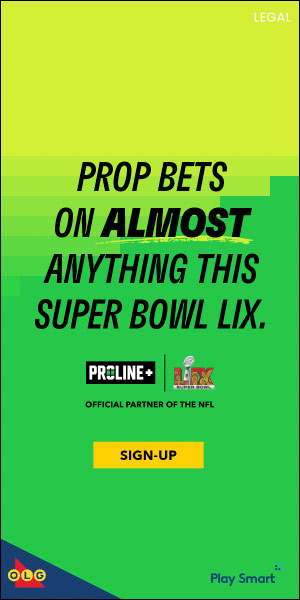 LEGAL
PROP BETS
ON ALMOST
ANYTHING THIS
SUPER BOWL LIX.
PROLINE+
LIX
SUPER BOWL
OFFICIAL PARTNER OF THE NFL
SIGN-UP
OLG
Play Smart